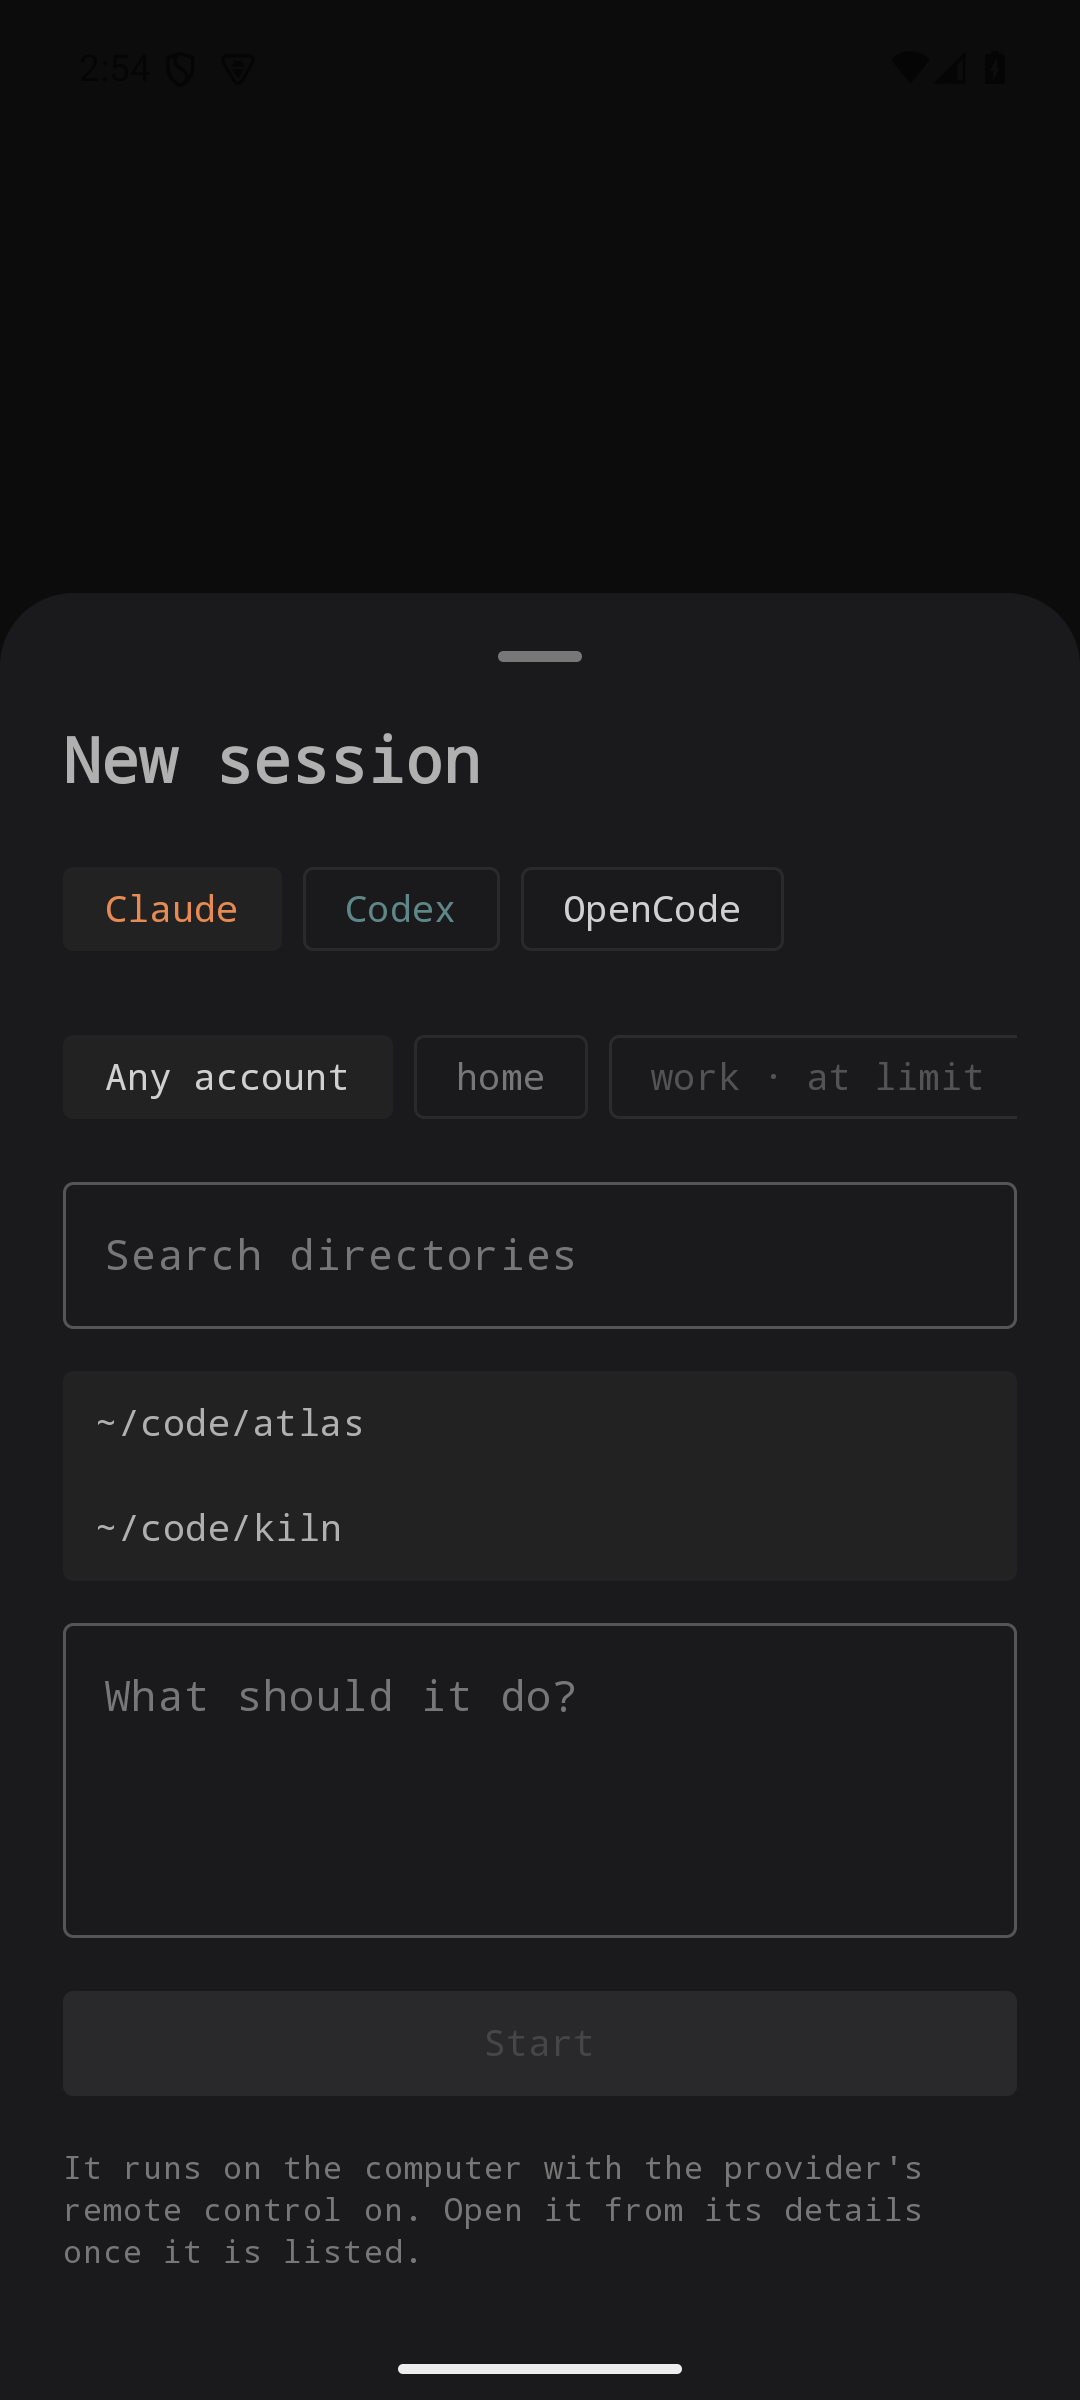 2:54
New session
Claude Codex OpenCode
Any account home work · at limit
Search directories
~/code/atlas
~/code/kiln
What should it do?
Start
It runs on the computer with the provider's
remote control on. Open it from its details
once it is listed.